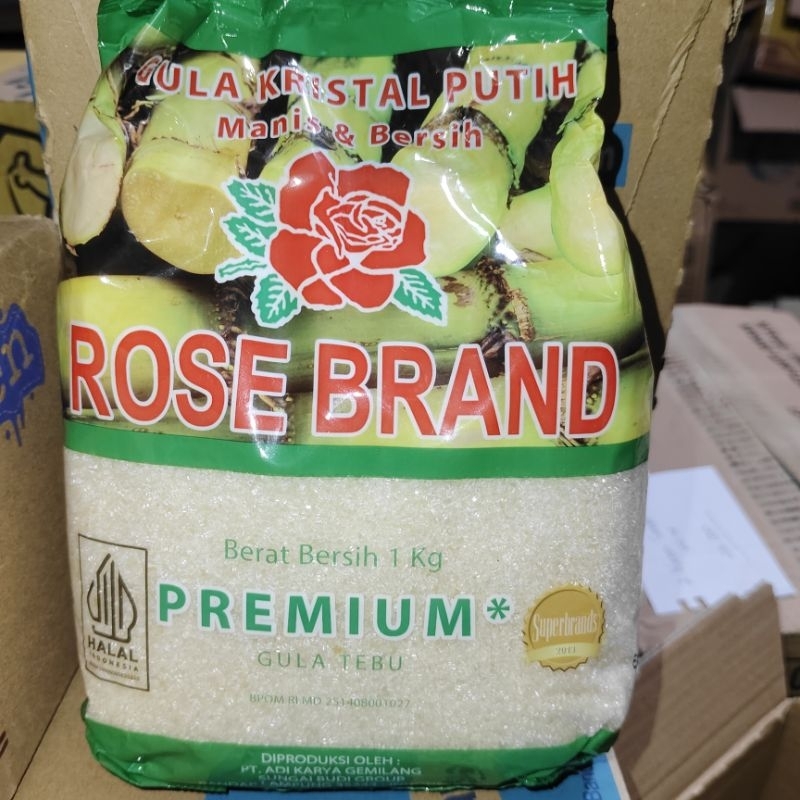 GULA KRISTAL PUTIH
Manis & Bersih
ROSE BRAND
Berat Bersih 1 Kg
PREMIUM*
GULA TEBU
HALAL
INDONESIA
Superbrands
BPOM RI MD 251408001027
DIPRODUKSI OLEH :
PT. ADI KARYA GEMILANG
SUNGAI BUDI GROUP